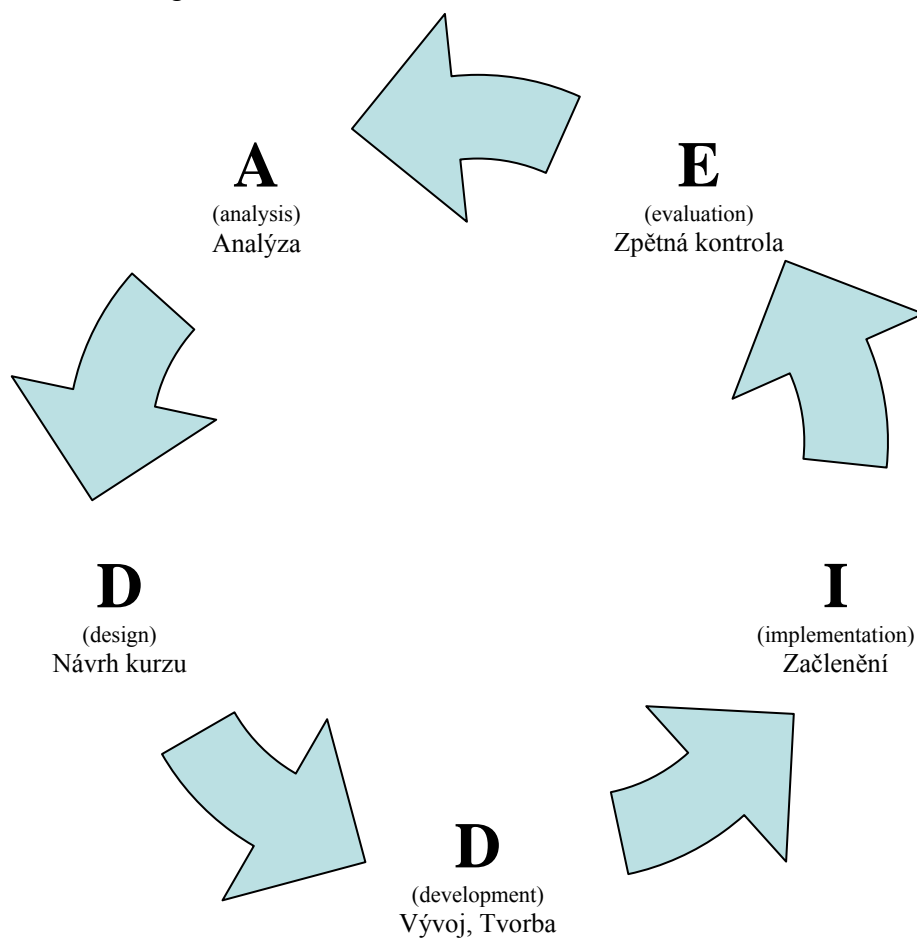 A
(analysis)
Analýza
E
(evaluation)
Zpětná kontrola
D
(design)
Návrh kurzu
I
(implementation)
Začlenění
D
(development)
Vývoj, Tvorba